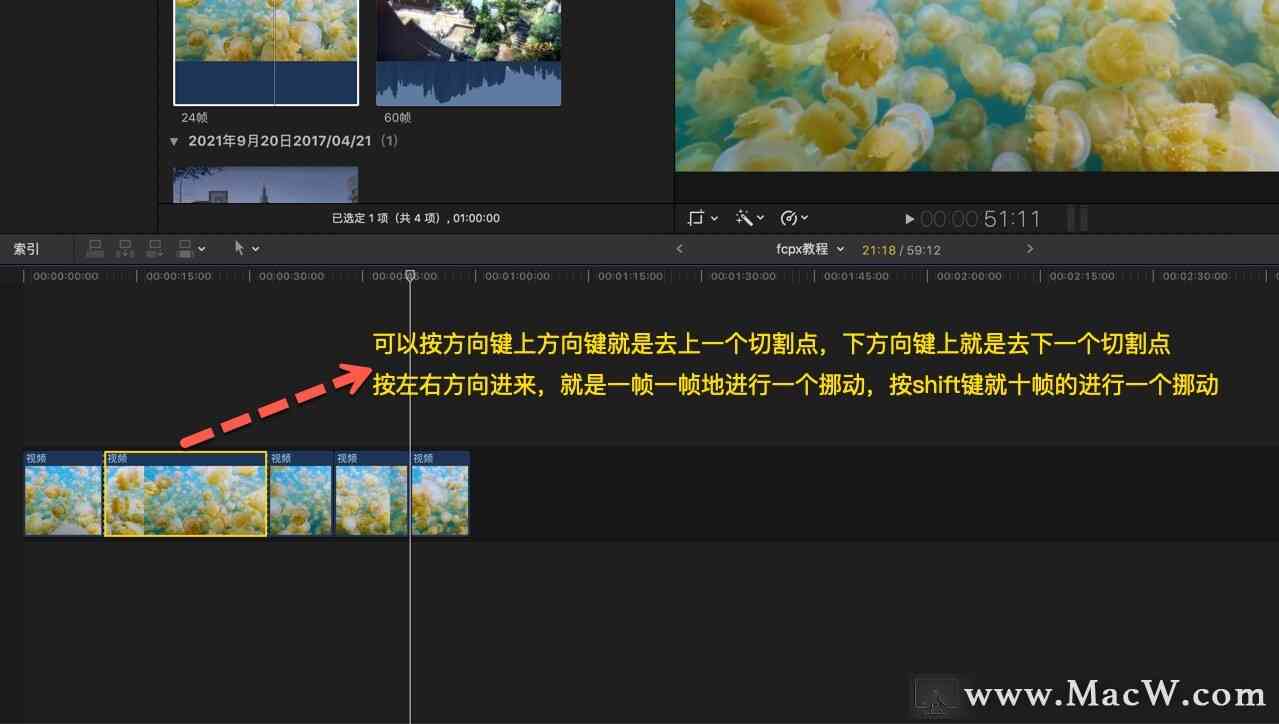 24帧
60帧
2021年9月20日2017/04/21 (1)
已选定 1 项（共 4 项）, 01:00:00
00:00:00 51:11
索引
fcpx教程
21:18 / 59:12
00:00:00:00
00:00:15:00
00:00:30:00
00:01:00:00
00:01:15:00
00:01:30:00
00:01:45:00
00:02:00:00
00:02:15:00
00:02:30:00
可以按方向键上方向键就是去上一个切割点，下方向键上就是去下一个切割点
按左右方向进来，就是一帧一帧地进行一个挪动，按shift键就十帧的进行一个挪动
视频
视频
视频
视频
视频
www.MacW.com